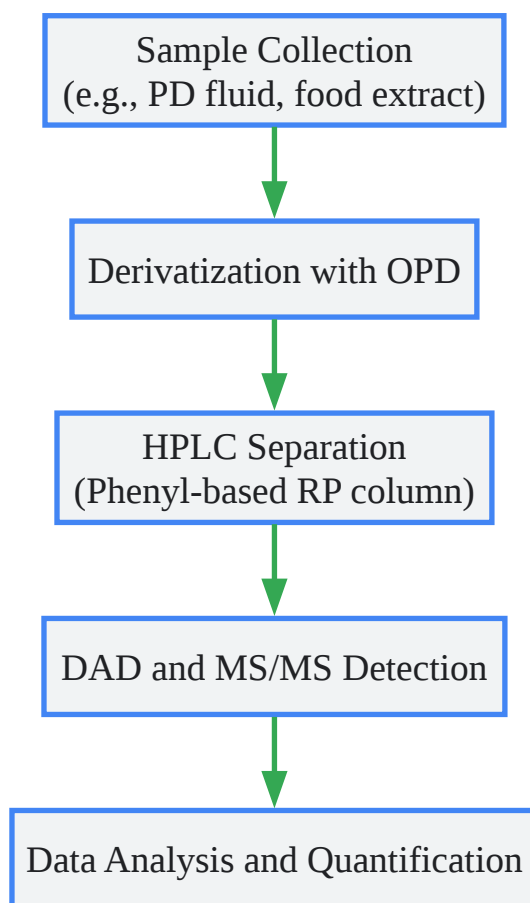 Sample Collection
(e.g., PD fluid, food extract)
Derivatization with OPD
HPLC Separation
(Phenyl-based RP column)
DAD and MS/MS Detection
Data Analysis and Quantification